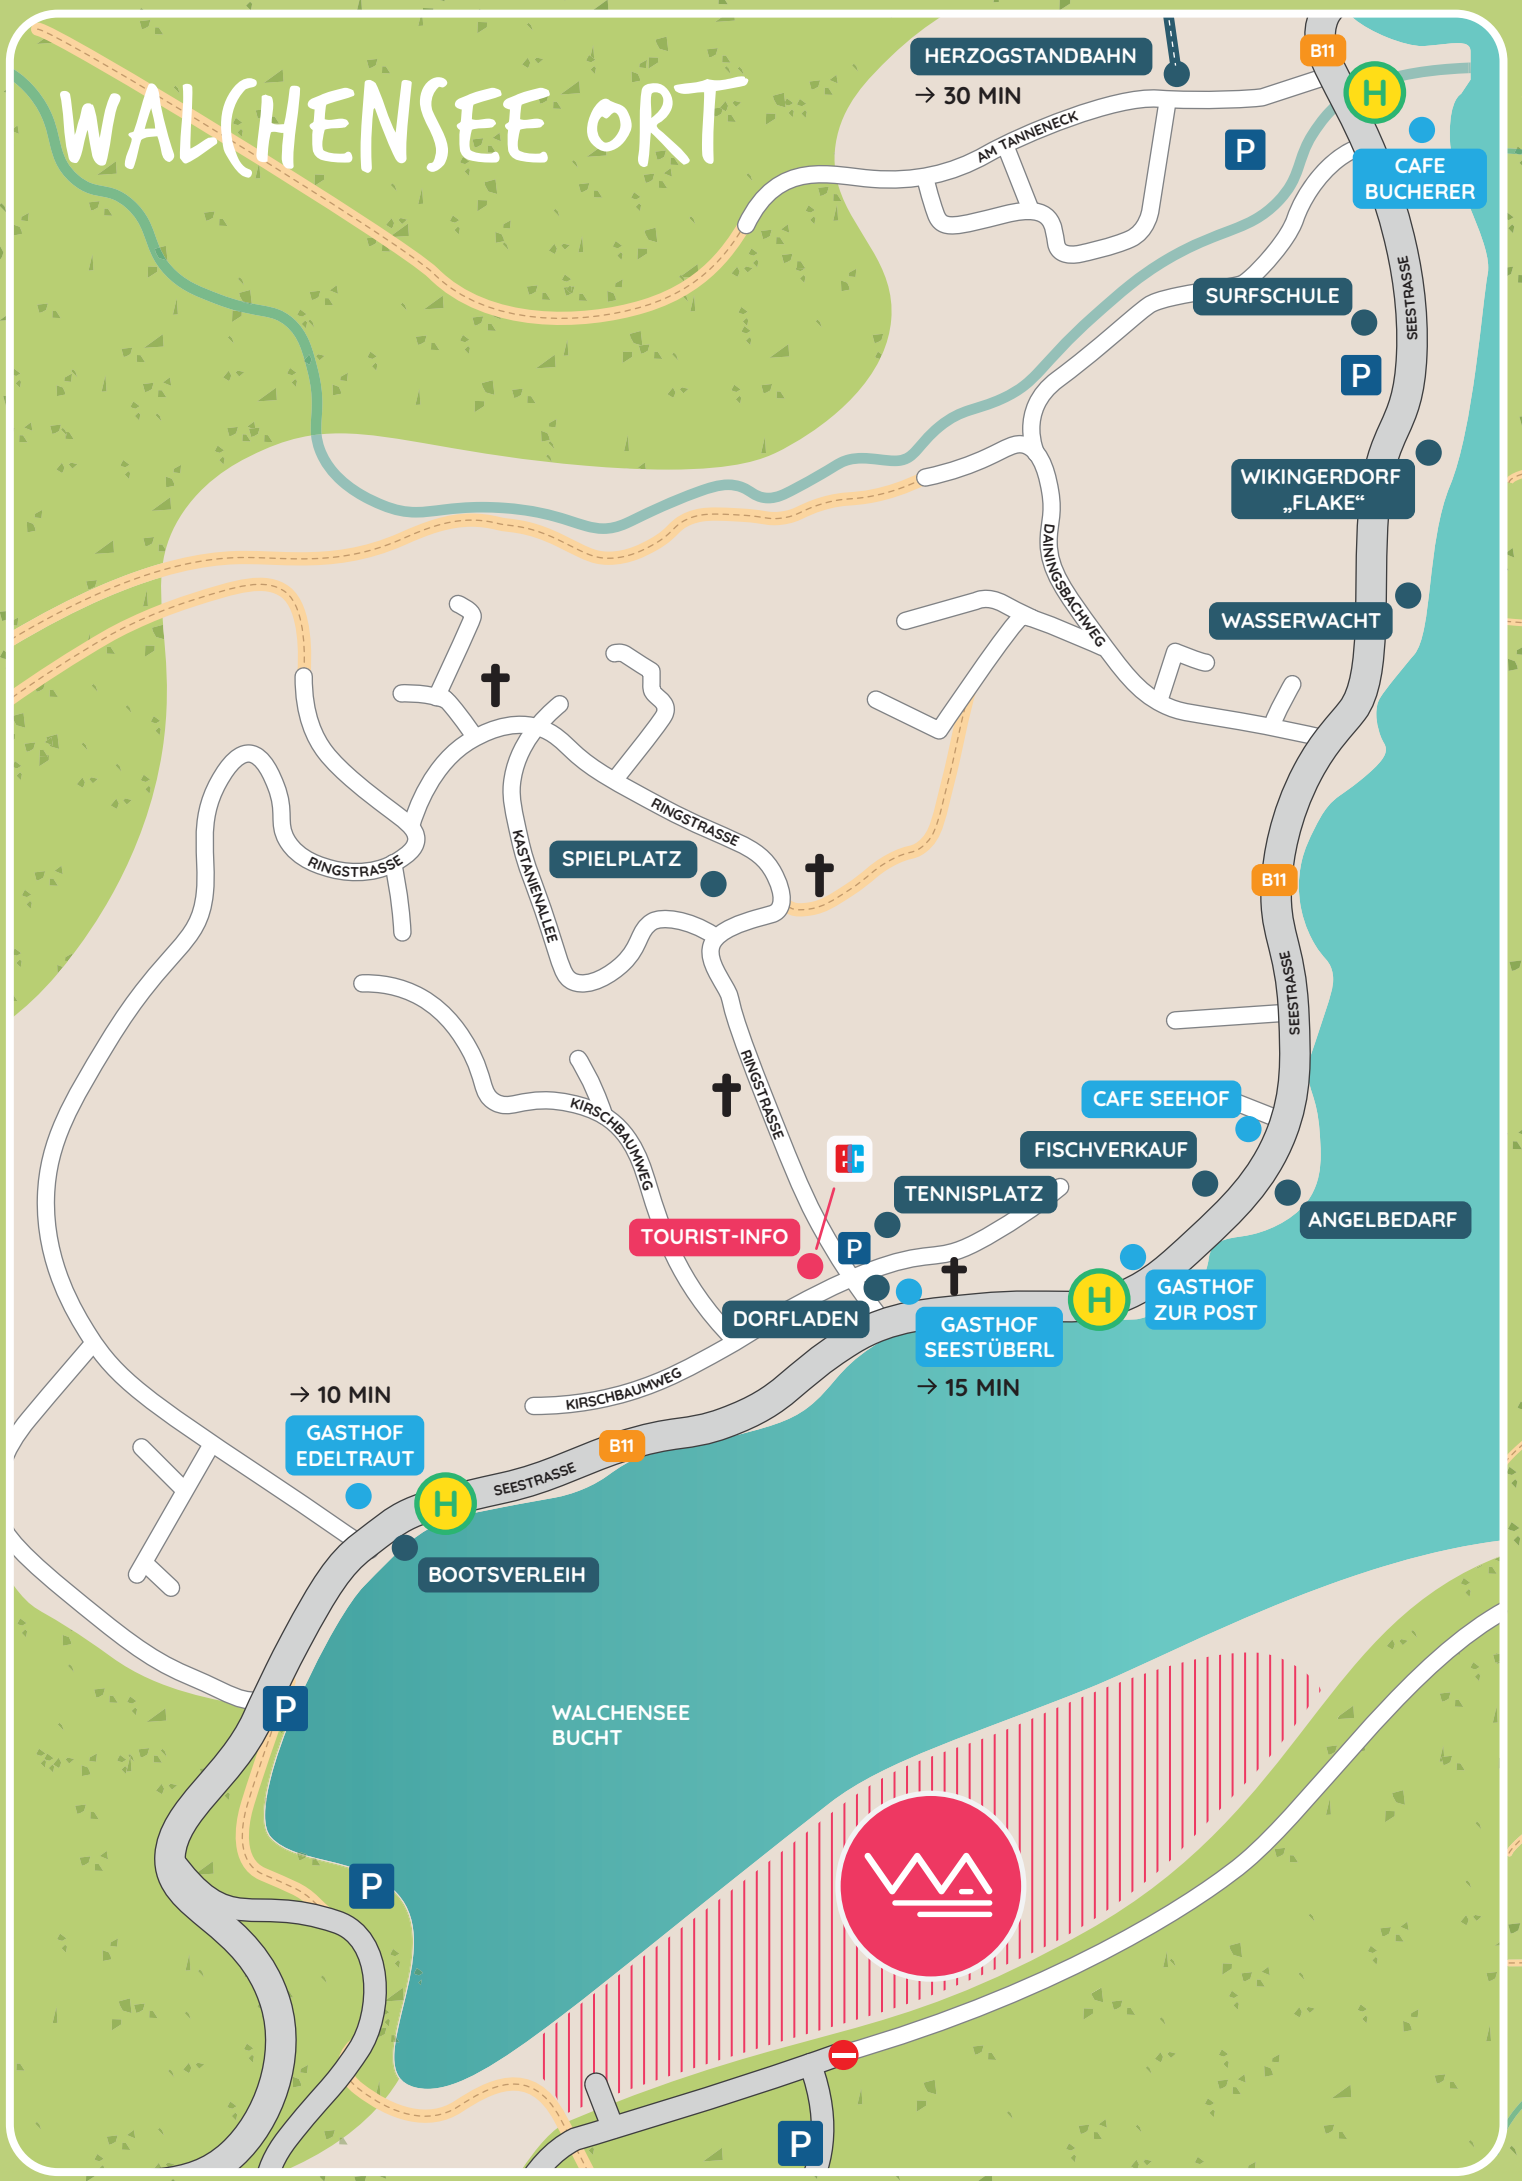 WALCHENSEE ORT
HERZOGSTANDBAHN
→ 30 MIN
B11
H
AM TANNENECK
P
CAFE
BUCHERER
SEESTRASSE
SURFSCHULE
P
WIKINGERDORF
„FLAKE“
DAININGSBACHWEG
WASSERWACHT
RINGSTRASSE
RINGSTRASSE
KASTANIENALLEE
SPIELPLATZ
B11
SEESTRASSE
RINGSTRASSE
KIRSCHBAUMWEG
CAFE SEEHOF
FISCHVERKAUF
EC
TENNISPLATZ
ANGELBEDARF
TOURIST-INFO
P
DORFLADEN
H
GASTHOF
ZUR POST
GASTHOF
SEESTÜBERL
→ 15 MIN
KIRSCHBAUMWEG
→ 10 MIN
GASTHOF
EDELTRAUT
B11
SEESTRASSE
H
BOOTSVERLEIH
P
WALCHENSEE
BUCHT
P
P